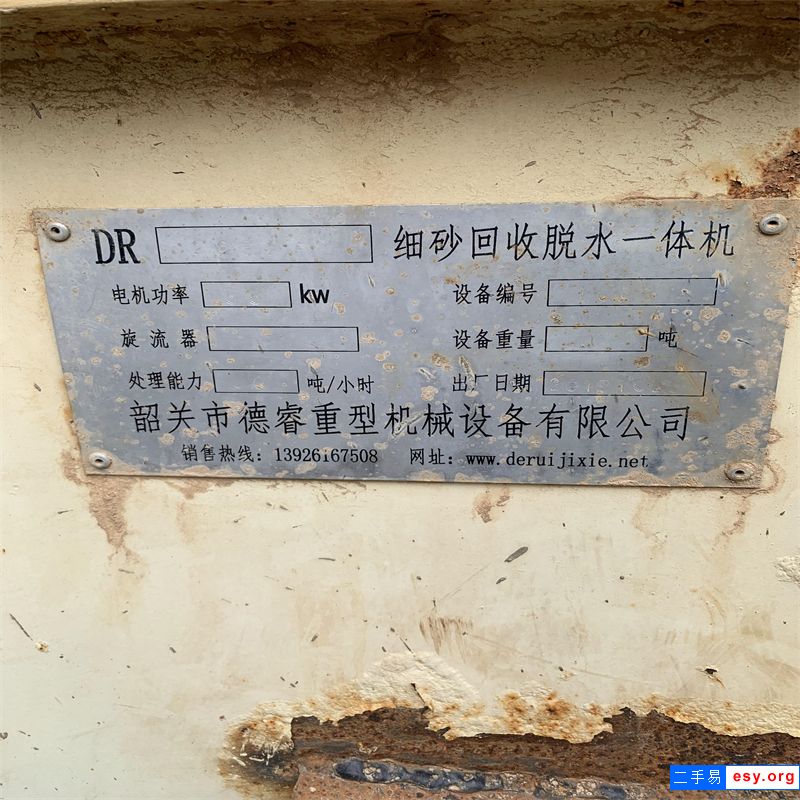 DR 细砂回收脱水一体机
电机功率 kw 设备编号
旋流器 设备重量 吨
处理能力 吨/小时 出厂日期
韶关市德睿重型机械设备有限公司
销售热线: 13926167508 网址: www.deruijixie.net
二手易 esy.org